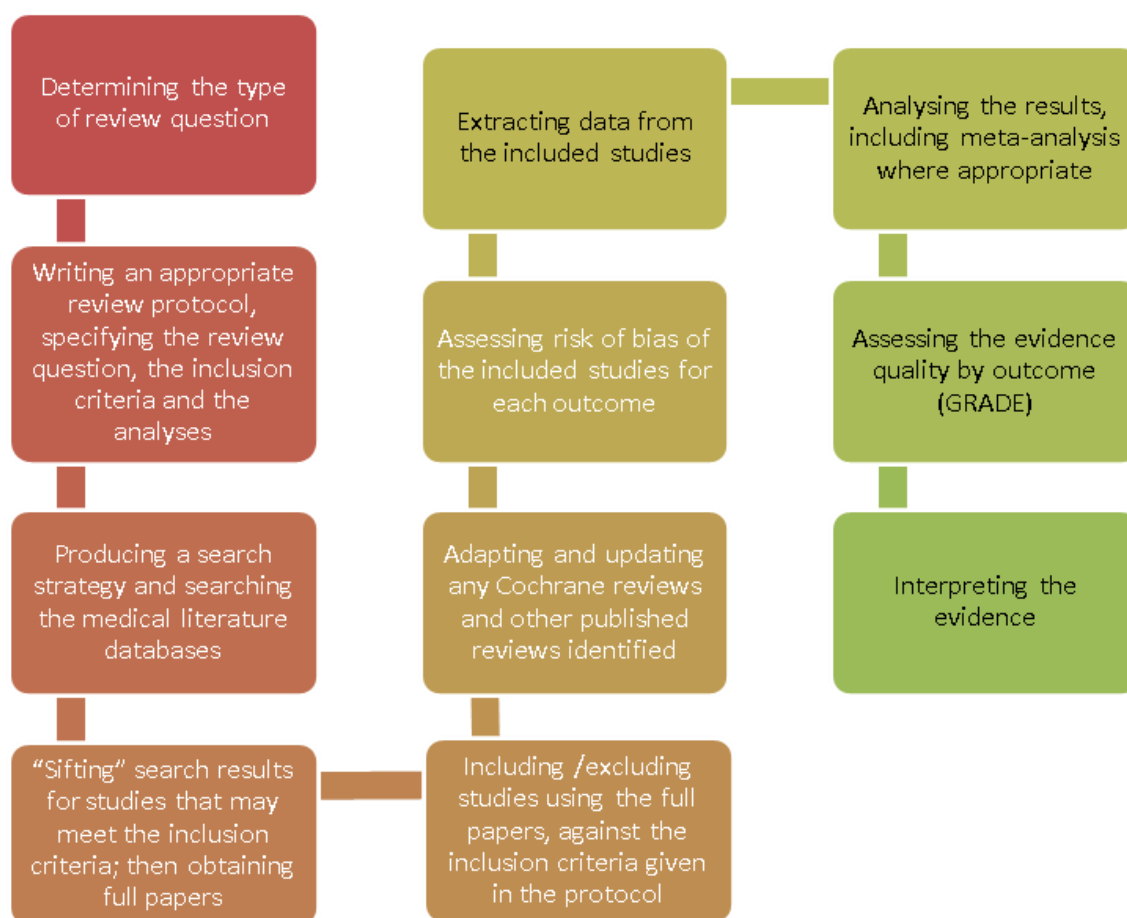 Determining the type
of review question
Writing an appropriate
review protocol,
specifying the review
question, the inclusion
criteria and the
analyses
Producing a search
strategy and searching
the medical literature
databases
“Sifting” search results
for studies that may
meet the inclusion
criteria; then obtaining
full papers
Including /excluding
studies using the full
papers, against the
inclusion criteria given
in the protocol
Adapting and updating
any Cochrane reviews
and other published
reviews identified
Assessing risk of bias of
the included studies for
each outcome
Extracting data from
the included studies
Analysing the results,
including meta-analysis
where appropriate
Assessing the evidence
quality by outcome
(GRADE)
Interpreting the
evidence